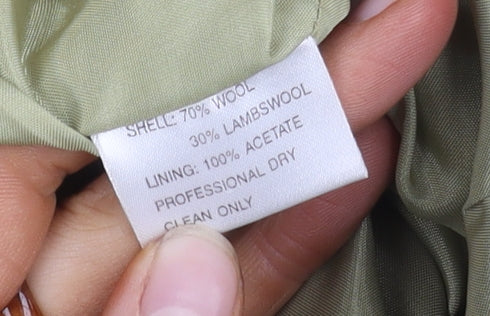 SHELL: 70% WOOL
30% LAMBSWOOL
LINING: 100% ACETATE
PROFESSIONAL DRY
CLEAN ONLY